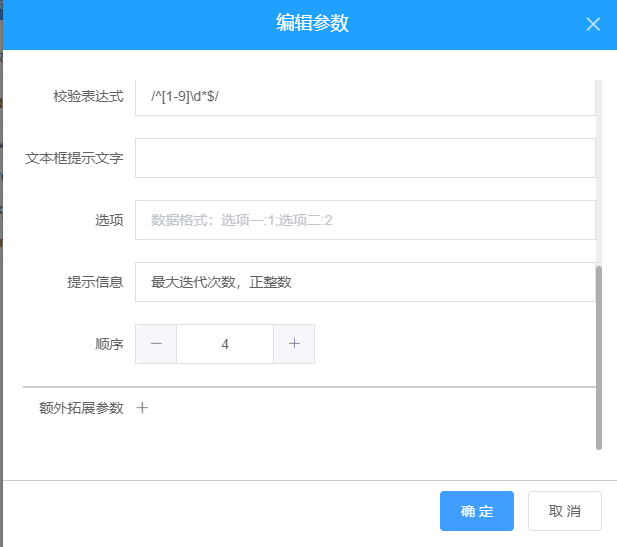 编辑参数
校验表达式 /^[1-9]\d*$/
文本框提示文字
选项 数据格式：选项一:1;选项二:2
提示信息 最大迭代次数，正整数
顺序 － 4 ＋
额外拓展参数 ＋
确定 取消